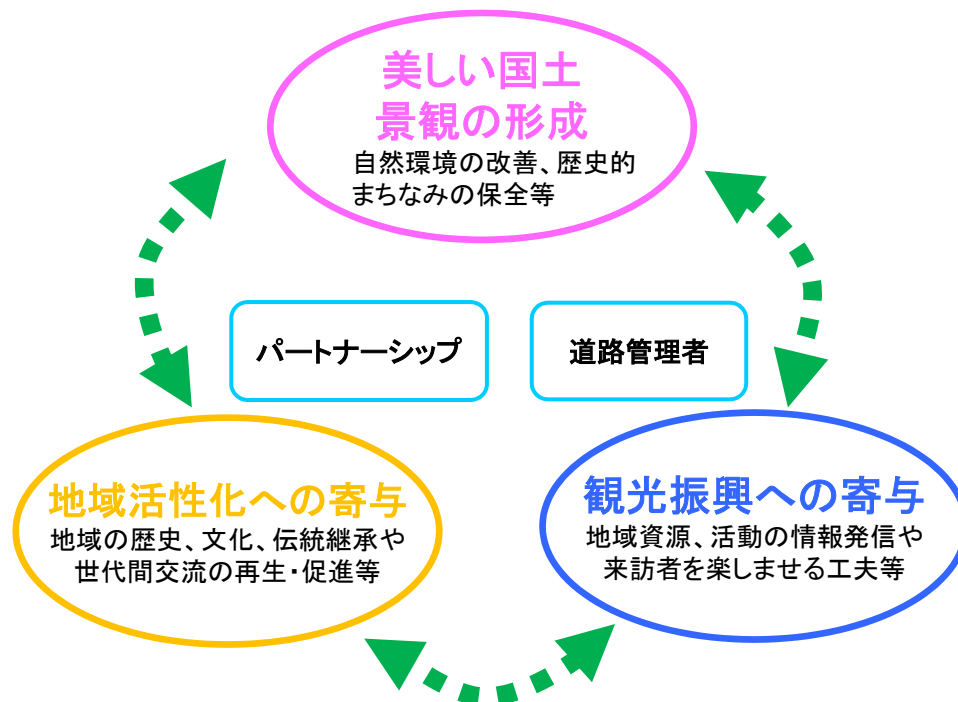 美しい国土
景観の形成
自然環境の改善、歴史的
まちなみの保全等
パートナーシップ
道路管理者
地域活性化への寄与
地域の歴史、文化、伝統継承や
世代間交流の再生・促進等
観光振興への寄与
地域資源、活動の情報発信や
来訪者を楽しませる工夫等